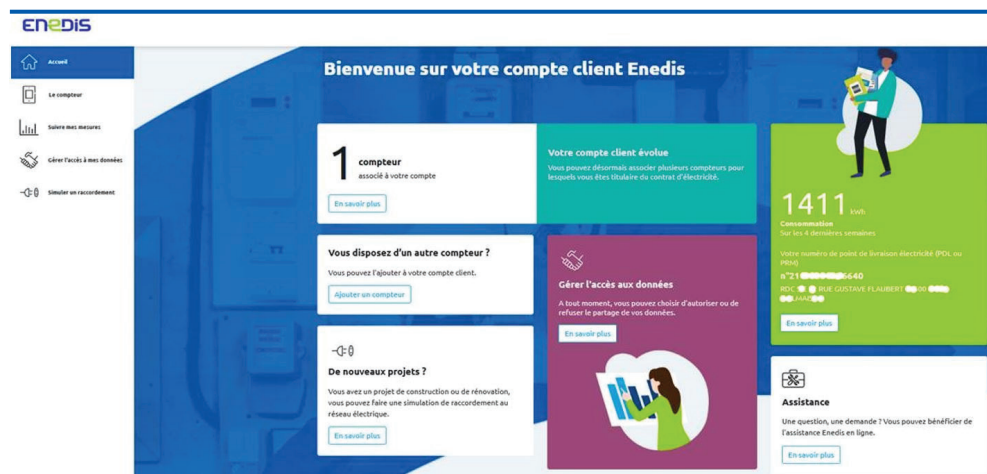 ENEDIS
Accueil
Le compteur
Suivre mes mesures
Gérer l'accès à mes données
Simuler un raccordement
Bienvenue sur votre compte client Enedis
1 compteur
associé à votre compte
En savoir plus
Votre compte client évolue
Vous pouvez désormais associer plusieurs compteurs pour
lesquels vous êtes titulaire du contrat d'électricité.
1411 kWh
Consommation
Sur les 4 dernières semaines
Votre numéro de point de livraison électricité (PDL ou
PRM)
n°21 6640
RDC RUE GUSTAVE FLAUBERT 00
En savoir plus
Vous disposez d'un autre compteur ?
Vous pouvez l'ajouter à votre compte client.
Ajouter un compteur
Gérer l'accès aux données
A tout moment, vous pouvez choisir d'autoriser ou de
refuser le partage de vos données.
En savoir plus
De nouveaux projets ?
Vous avez un projet de construction ou de rénovation,
vous pouvez faire une simulation de raccordement au
réseau électrique.
En savoir plus
Assistance
Une question, une demande ? Vous pouvez bénéficier de
l'assistance Enedis en ligne.
En savoir plus